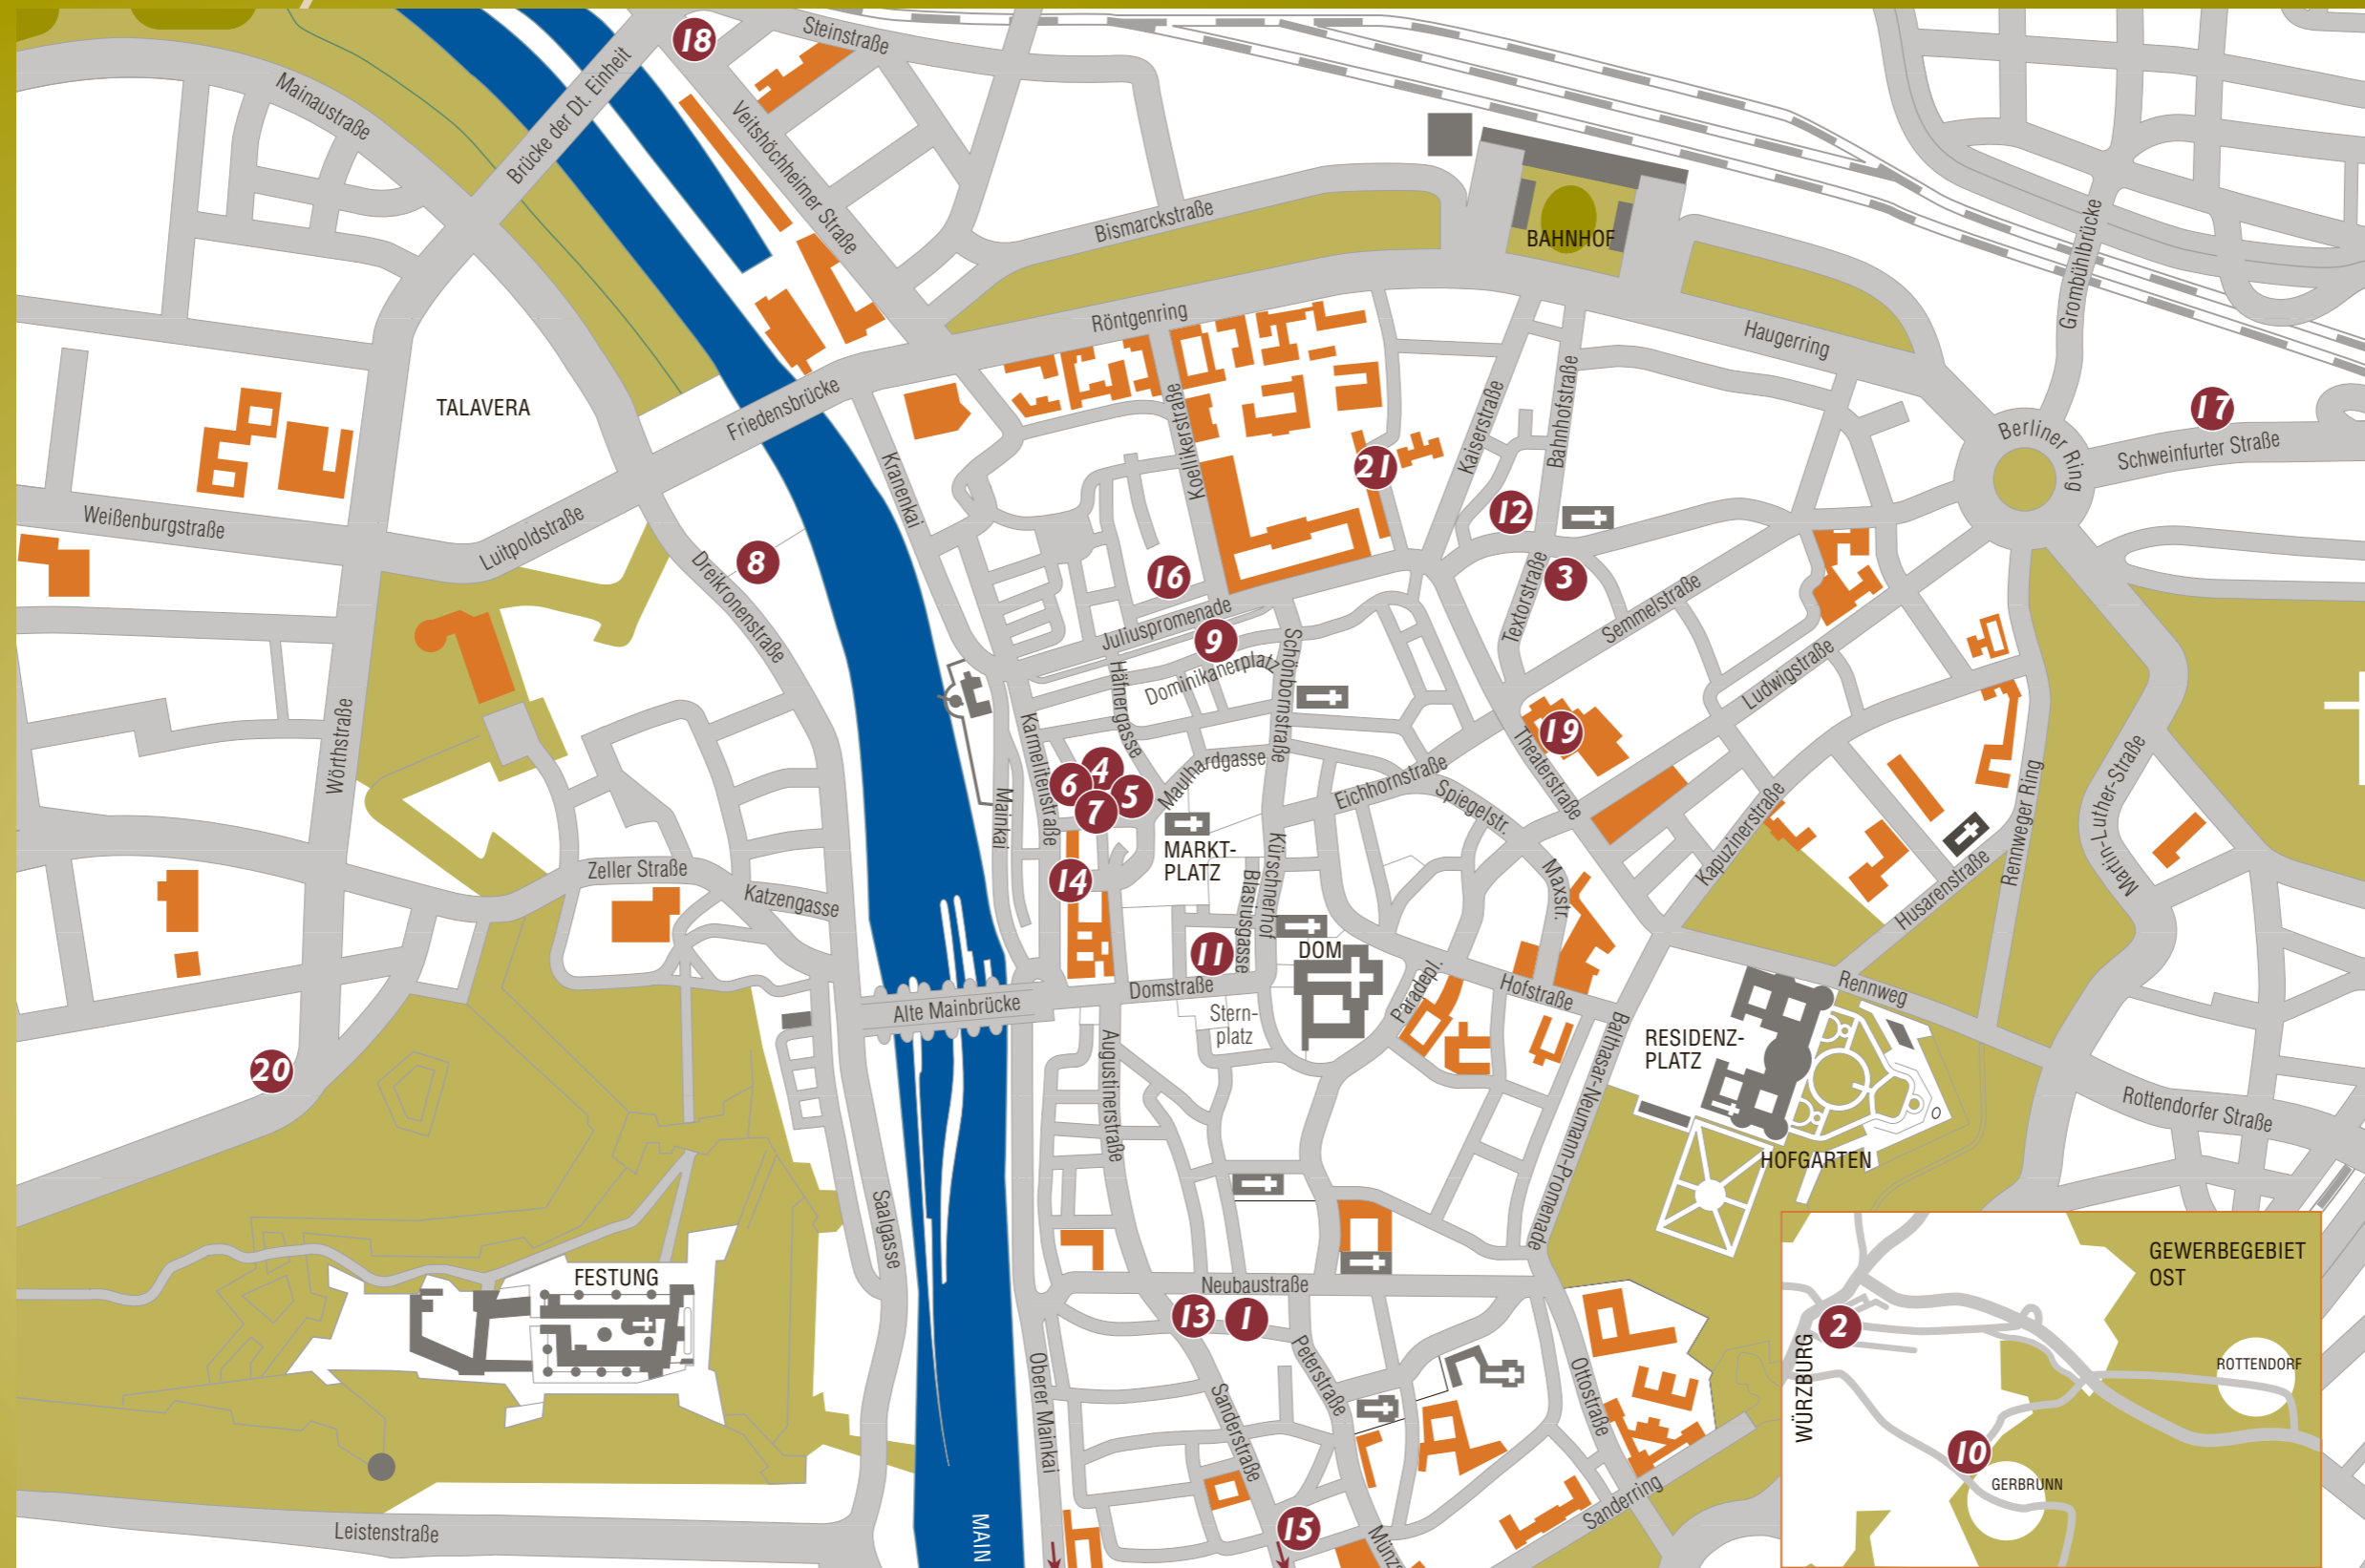 18
Steinstraße
Mainaustraße
Brücke der Dt. Einheit
Veitshöchheimer Straße
Bismarckstraße
BAHNHOF
Grombühlbrücke
Röntgenring
Haugerring
TALAVERA
Friedensbrücke
Koellikerstraße
Kaiserstraße
Bahnhofstraße
17
Berliner Ring
Schweinfurter Straße
Kranenkai
21
12
Weißenburgstraße
Luitpoldstraße
8
Dreikronenstraße
16
3
Textorstraße
Semmelstraße
Juliuspromenade
9
Dominikanerplatz
Schönbornstraße
Häfnergasse
Ludwigstraße
Wörthstraße
Karmelitenstraße
19
Theaterstraße
4
6
5
7
Maulhardgasse
Eichhornstraße
Spiegelstr.
Mainkai
Kapuzinerstraße
Rennweger Ring
Martin-Luther-Straße
MARKT-
PLATZ
Kürschnerhof
Blasiusgasse
Maxstr.
Husarenstraße
Zeller Straße
Katzengasse
14
11
DOM
Paradepl.
Hofstraße
Rennweg
Alte Mainbrücke
Domstraße
Stern-
platz
RESIDENZ-
PLATZ
20
Augustinerstraße
Balthasar-Neumann-Promenade
Rottendorfer Straße
HOFGARTEN
Saalgasse
FESTUNG
Neubaustraße
GEWERBEGEBIET
OST
13
1
2
WÜRZBURG
ROTTENDORF
Oberer Mainkai
Peterstraße
Sanderstraße
Ottostraße
10
GERBRUNN
Sanderring
Leistenstraße
MAIN
15
Münz